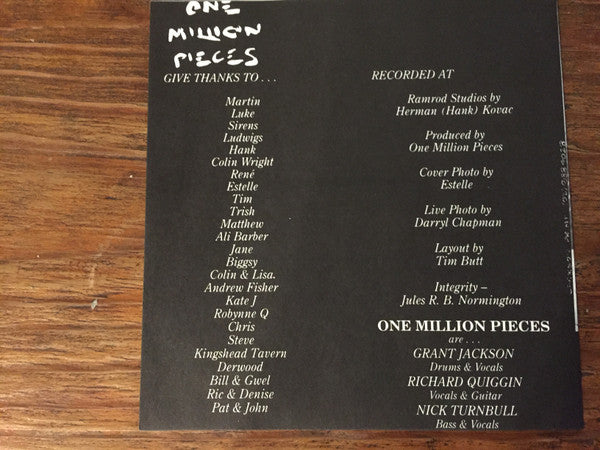 ONE
MILLION
PIECES
GIVE THANKS TO . . .
Martin
Luke
Sirens
Ludwigs
Hank
Colin Wright
René
Estelle
Tim
Trish
Matthew
Ali Barber
Jane
Biggsy
Colin & Lisa.
Andrew Fisher
Kate J
Robynne Q
Chris
Steve
Kingshead Tavern
Derwood
Bill & Gwel
Ric & Denise
Pat & John
RECORDED AT
Ramrod Studios by
Herman (Hank) Kovac
Produced by
One Million Pieces
Cover Photo by
Estelle
Live Photo by
Darryl Chapman
Layout by
Tim Butt
Integrity –
Jules R. B. Normington
ONE MILLION PIECES
are . . .
GRANT JACKSON
Drums & Vocals
RICHARD QUIGGIN
Vocals & Guitar
NICK TURNBULL
Bass & Vocals